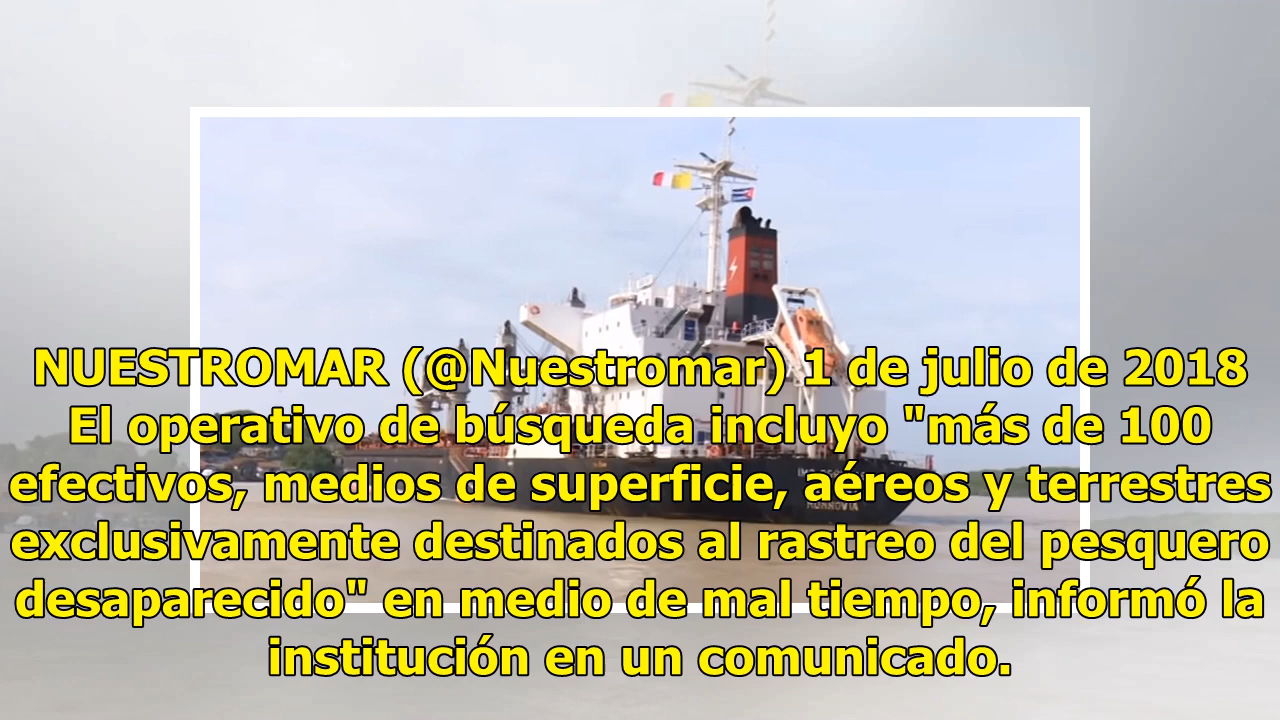 NUESTROMAR (@Nuestromar) 1 de julio de 2018
El operativo de búsqueda incluyo "más de 100
efectivos, medios de superficie, aéreos y terrestres
exclusivamente destinados al rastreo del pesquero
desaparecido" en medio de mal tiempo, informó la
institución en un comunicado.
MONROVIA